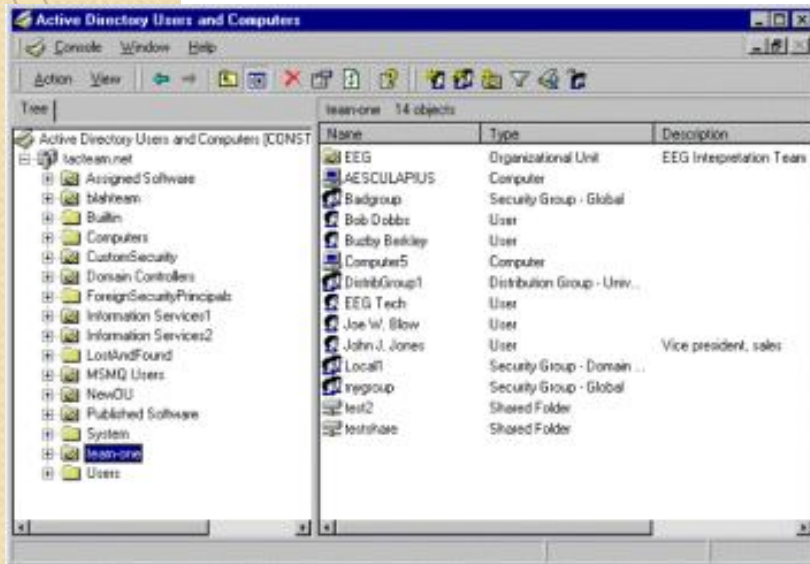 Active Directory Users and Computers
Console Window Help
Action View
Tree
team-one 14 objects
Active Directory Users and Computers [CONST
tacteam.net
Assigned Software
blahteam
Builtin
Computers
CustomSecurity
Domain Controllers
ForeignSecurityPrincipals
Information Services1
Information Services2
LostAndFound
MSMQ Users
NewOU
Published Software
System
team-one
Users
Name Type Description
EEG Organizational Unit EEG Interpretation Team
AESCULAPIUS Computer
Badgroup Security Group - Global
Bob Dobbs User
Buzby Berkley User
Computer5 Computer
DistribGroup1 Distribution Group - Univ...
EEG Tech User
Joe W. Blow User
John J. Jones User Vice president, sales
Local1 Security Group - Domain ...
mygroup Security Group - Global
test2 Shared Folder
testshare Shared Folder